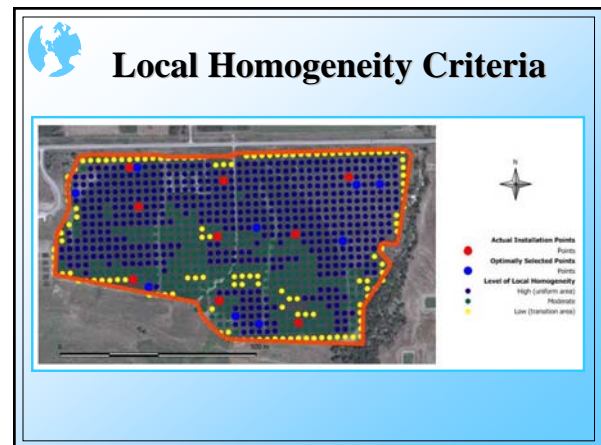 Local Homogeneity Criteria
N
Actual Installation Points
Points
Optimally Selected Points
Points
Level of Local Homogeneity
High (uniform area)
Moderate
Low (transition area)
0
500 m